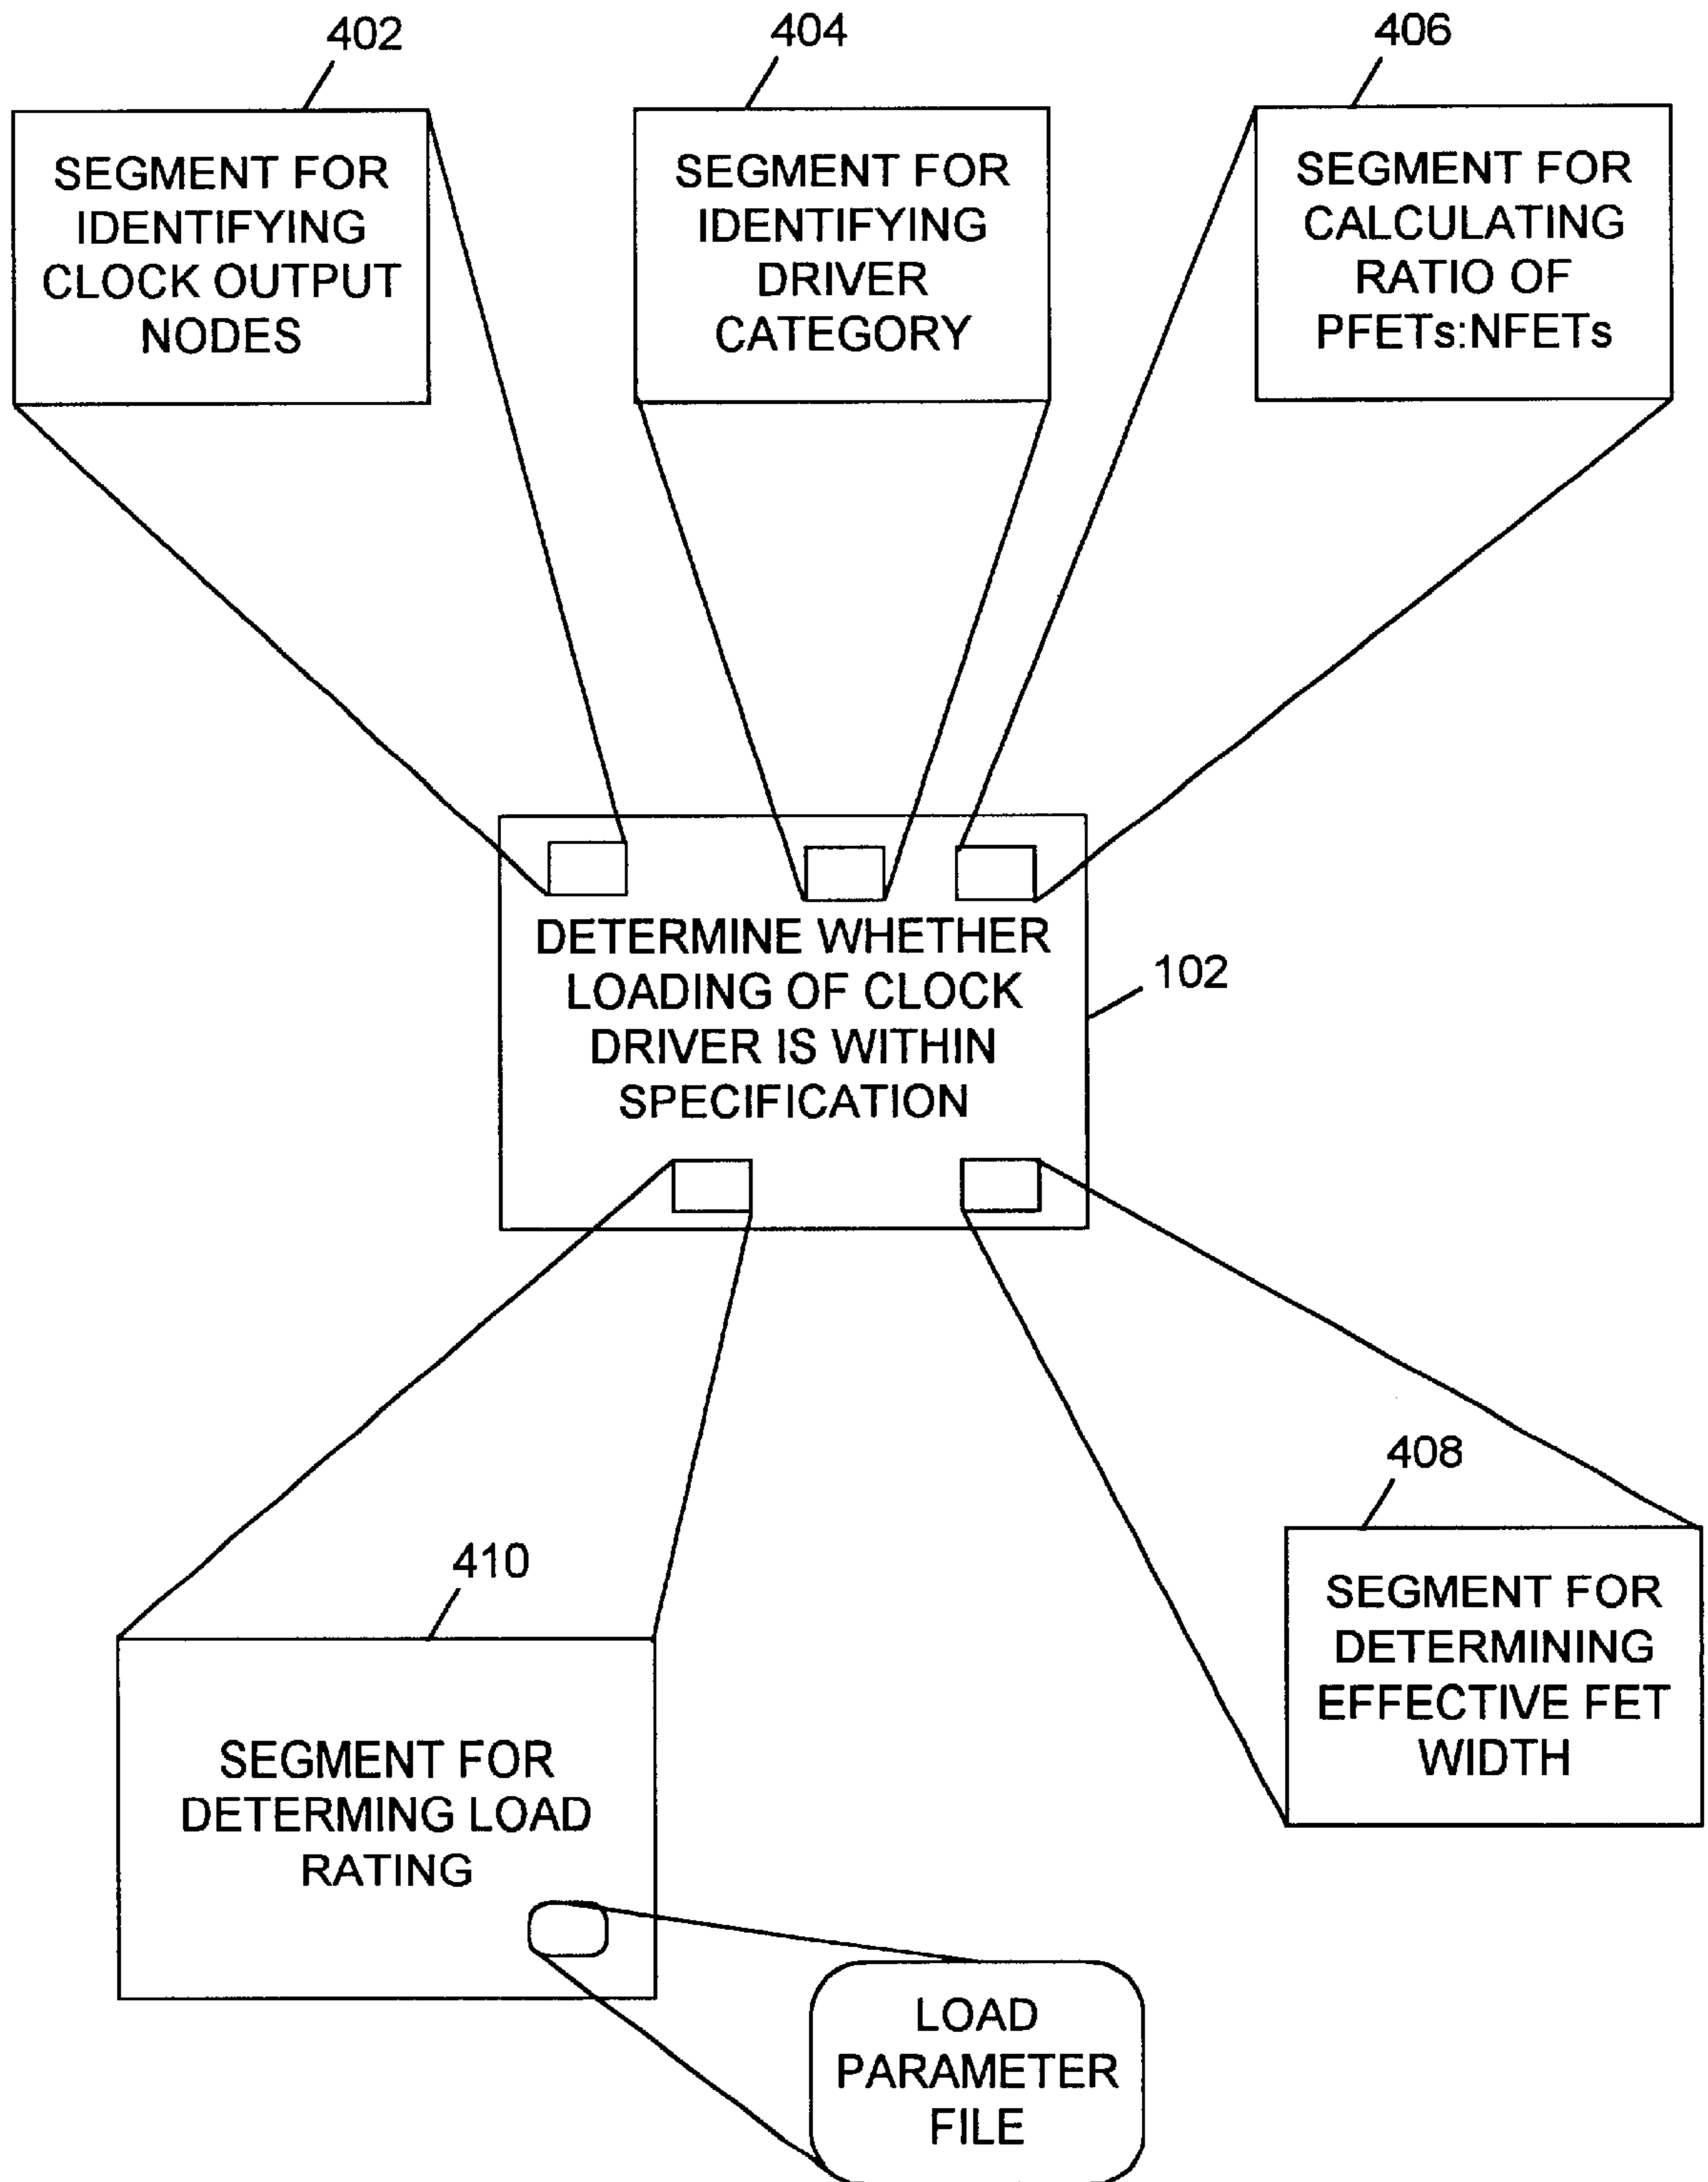 402
404
406
SEGMENT FOR
IDENTIFYING
CLOCK OUTPUT
NODES
SEGMENT FOR
IDENTIFYING
DRIVER
CATEGORY
SEGMENT FOR
CALCULATING
RATIO OF
PFETs:NFETs
DETERMINE WHETHER
LOADING OF CLOCK
DRIVER IS WITHIN
SPECIFICATION
102
408
410
SEGMENT FOR
DETERMINING
EFFECTIVE FET
WIDTH
SEGMENT FOR
DETERMING LOAD
RATING
LOAD
PARAMETER
FILE